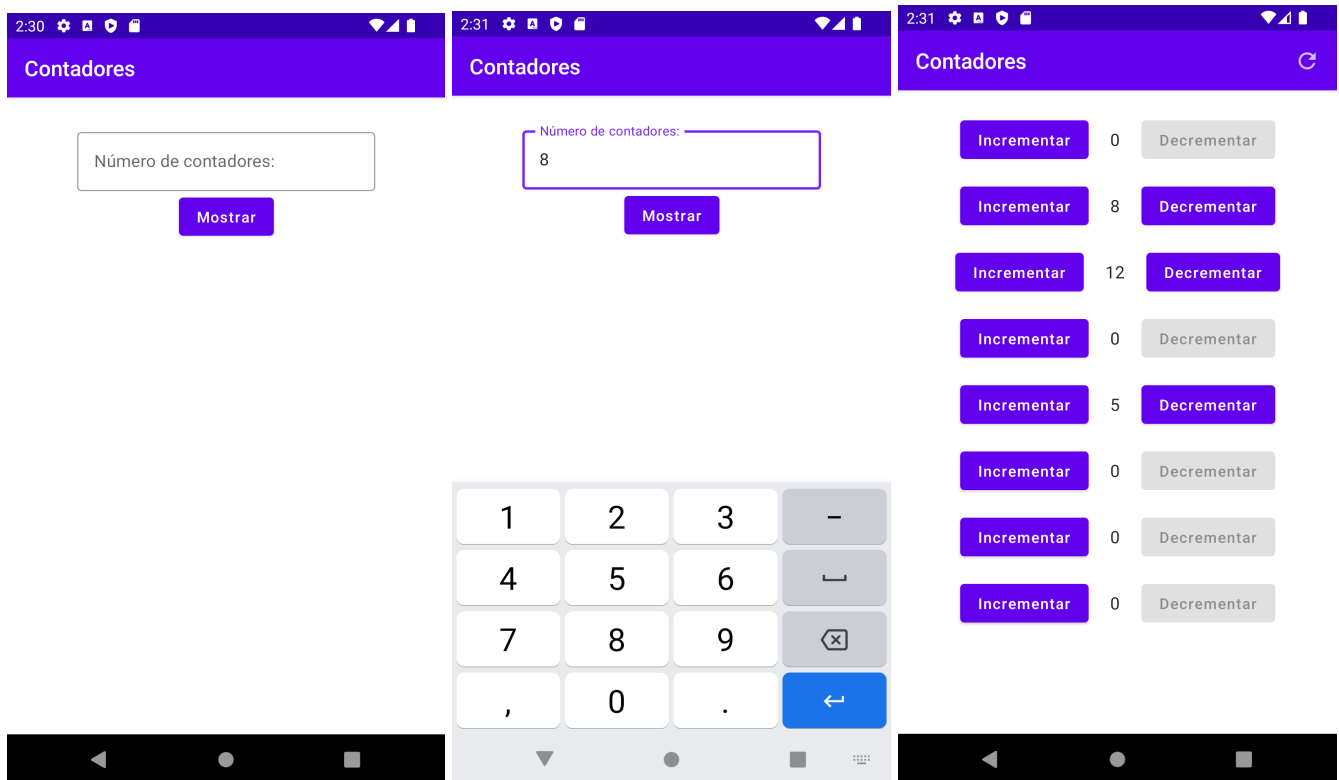 2:30
Contadores
Número de contadores:
Mostrar
2:31
Contadores
Número de contadores:
8
Mostrar
1 2 3 -
4 5 6
7 8 9
, 0 .
2:31
Contadores
Incrementar 0 Decrementar
Incrementar 8 Decrementar
Incrementar 12 Decrementar
Incrementar 0 Decrementar
Incrementar 5 Decrementar
Incrementar 0 Decrementar
Incrementar 0 Decrementar
Incrementar 0 Decrementar